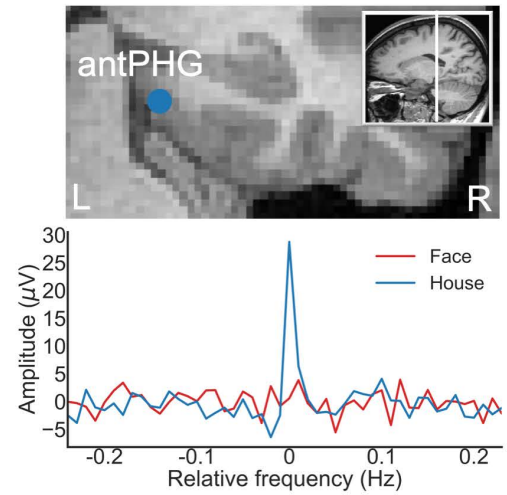 antPHG
L R
30
25
20
15
10
5
0
−5
Amplitude (μV)
Face
House
-0.2 -0.1 0 0.1 0.2
Relative frequency (Hz)